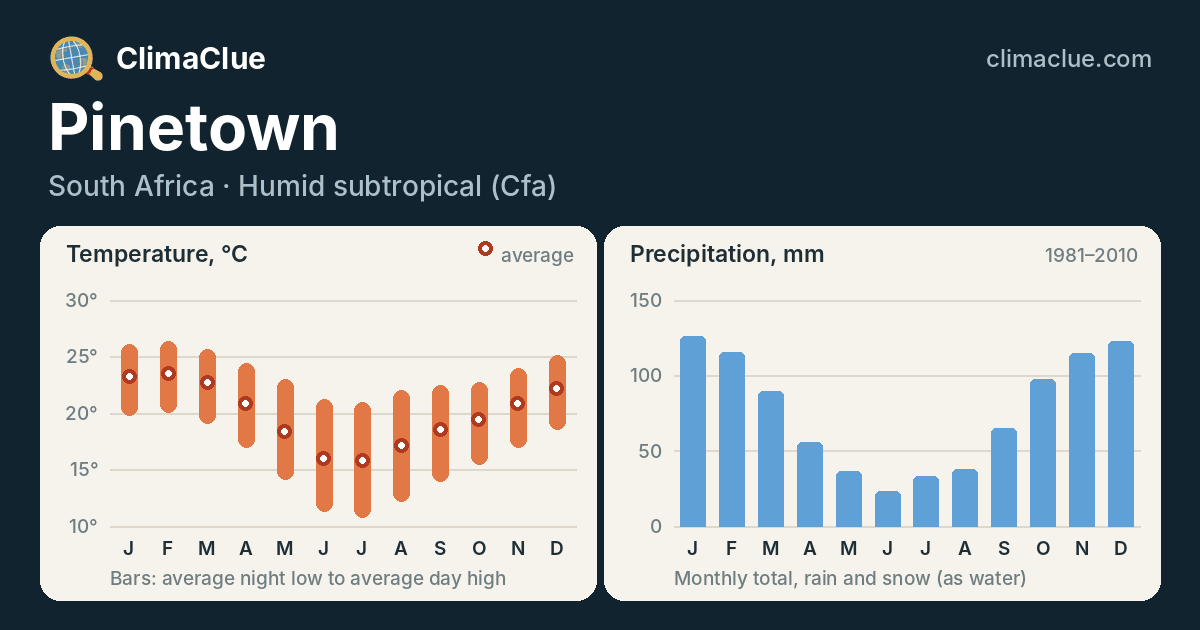 ClimaClue
climaclue.com
Pinetown
South Africa · Humid subtropical (Cfa)
Temperature, °C
average
30°
25°
20°
15°
10°
J F M A M J J A S O N D
Bars: average night low to average day high
Precipitation, mm
1981–2010
150
100
50
0
J F M A M J J A S O N D
Monthly total, rain and snow (as water)